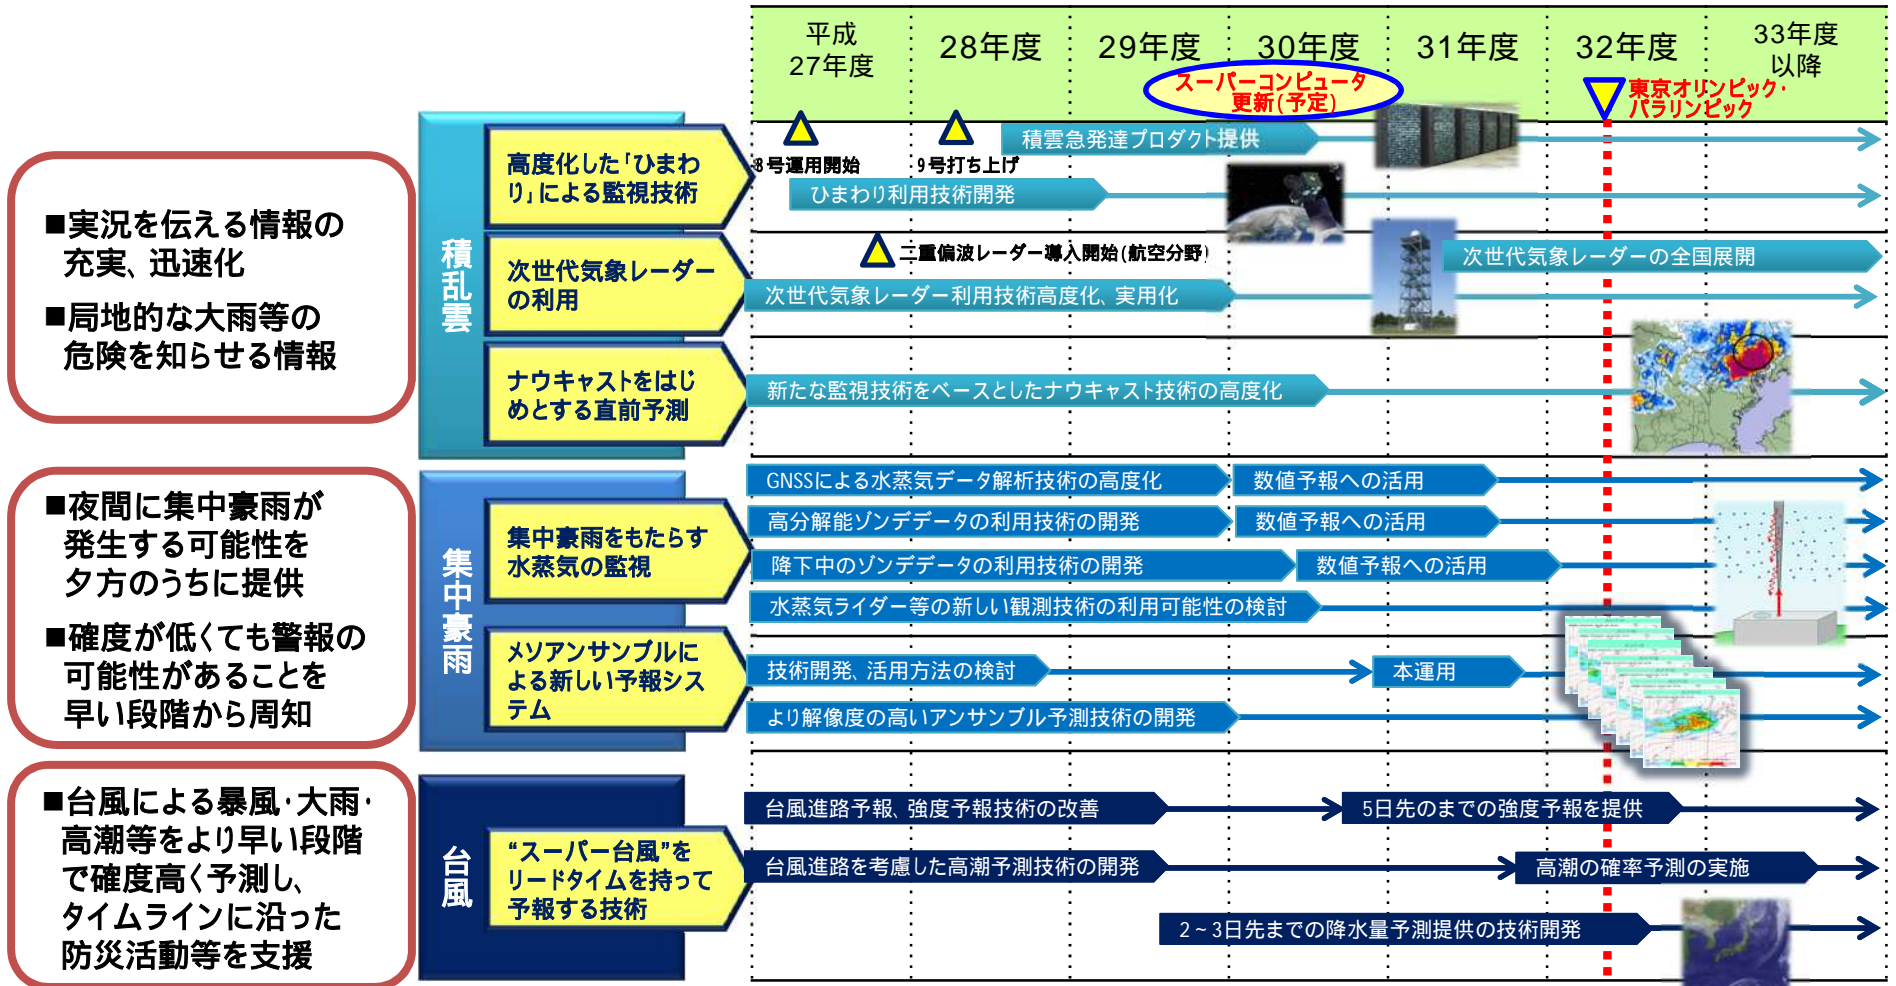 平成
27年度
28年度
29年度
30年度
31年度
32年度
33年度
以降
スーパーコンピュータ
更新(予定)
東京オリンピック・
パラリンピック
■実況を伝える情報の
充実、迅速化
■局地的な大雨等の
危険を知らせる情報
積乱雲
高度化した「ひまわ
り」による監視技術
8号運用開始
9号打ち上げ
積雲急発達プロダクト提供
ひまわり利用技術開発
次世代気象レーダー
の利用
二重偏波レーダー導入開始(航空分野)
次世代気象レーダーの全国展開
次世代気象レーダー利用技術高度化、実用化
ナウキャストをはじ
めとする直前予測
新たな監視技術をベースとしたナウキャスト技術の高度化
■夜間に集中豪雨が
発生する可能性を
夕方のうちに提供
■確度が低くても警報の
可能性があることを
早い段階から周知
集中豪雨
集中豪雨をもたらす
水蒸気の監視
GNSSによる水蒸気データ解析技術の高度化
数値予報への活用
高分解能ゾンデデータの利用技術の開発
数値予報への活用
降下中のゾンデデータの利用技術の開発
数値予報への活用
水蒸気ライダー等の新しい観測技術の利用可能性の検討
メソアンサンブルに
よる新しい予報シス
テム
技術開発、活用方法の検討
本運用
より解像度の高いアンサンブル予測技術の開発
■台風による暴風・大雨・
高潮等をより早い段階
で確度高く予測し、
タイムラインに沿った
防災活動等を支援
台風
“スーパー台風”を
リードタイムを持って
予報する技術
台風進路予報、強度予報技術の改善
5日先のまでの強度予報を提供
台風進路を考慮した高潮予測技術の開発
高潮の確率予測の実施
2~3日先までの降水量予測提供の技術開発